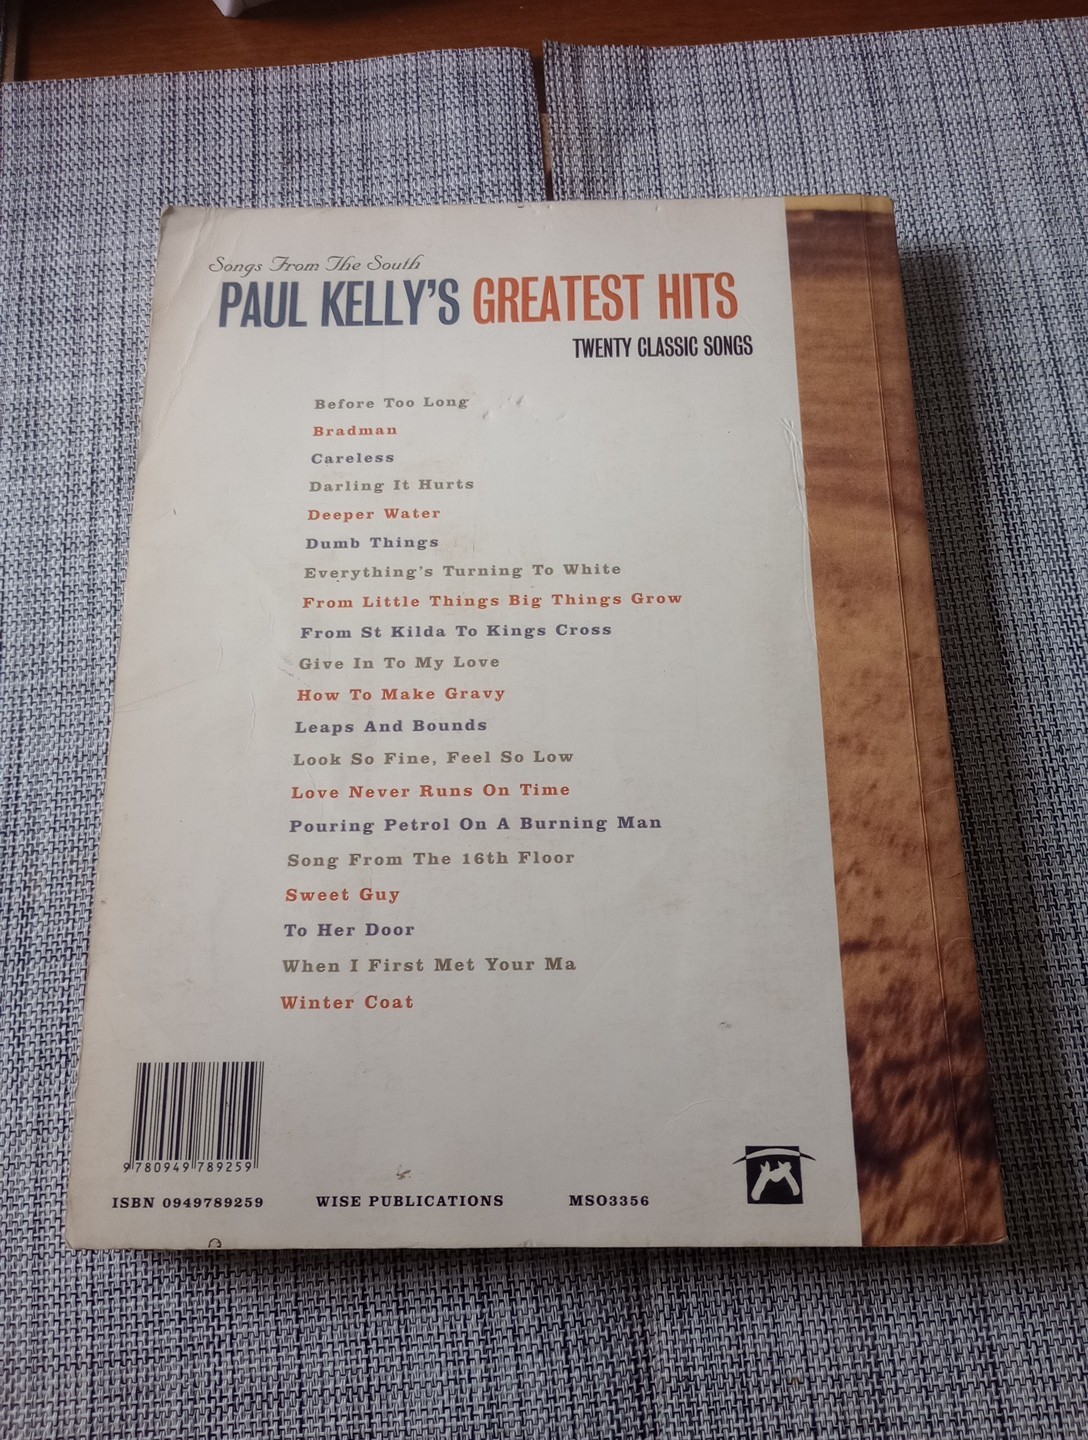 Songs From The South
PAUL KELLY'S GREATEST HITS
TWENTY CLASSIC SONGS
Before Too Long
Bradman
Careless
Darling It Hurts
Deeper Water
Dumb Things
Everything's Turning To White
From Little Things Big Things Grow
From St Kilda To Kings Cross
Give In To My Love
How To Make Gravy
Leaps And Bounds
Look So Fine, Feel So Low
Love Never Runs On Time
Pouring Petrol On A Burning Man
Song From The 16th Floor
Sweet Guy
To Her Door
When I First Met Your Ma
Winter Coat
9 780949 789259
ISBN 0949789259 WISE PUBLICATIONS MSO3356